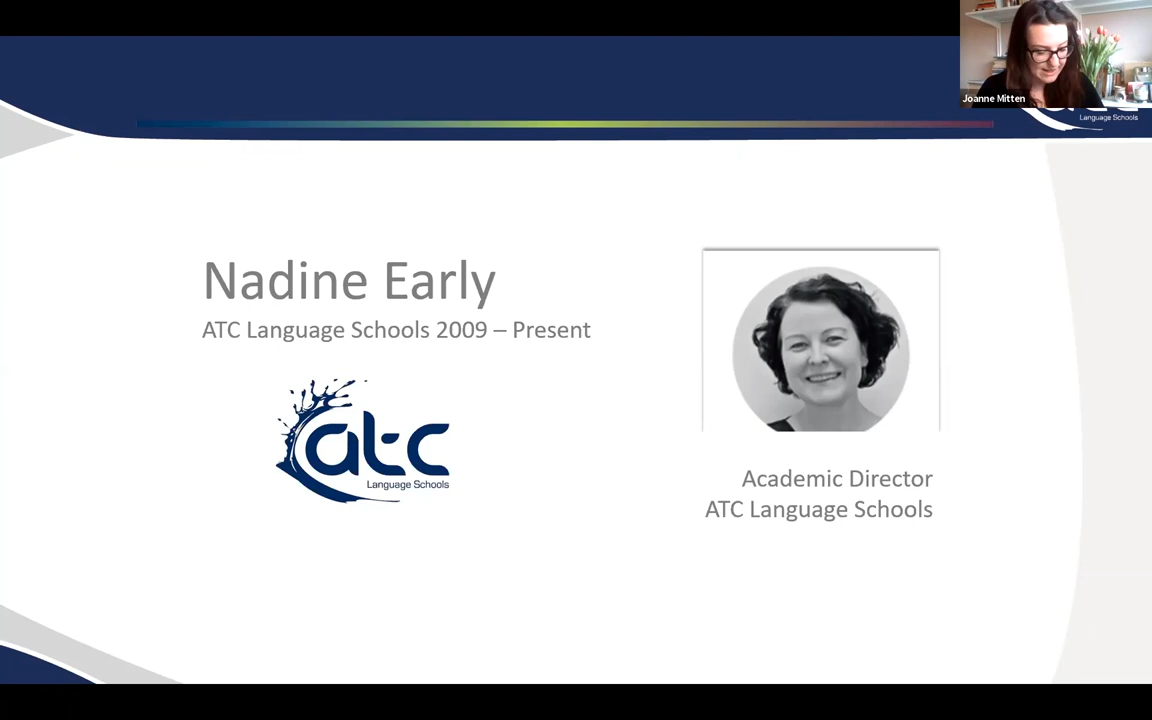 Joanne Mitten
Language Schools
Nadine Early
ATC Language Schools 2009 – Present
atc
Language Schools
Academic Director
ATC Language Schools